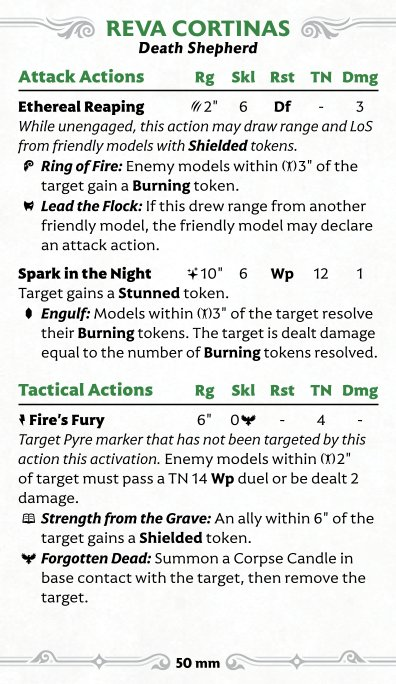 REVA CORTINAS
Death Shepherd
Attack Actions Rg Skl Rst TN Dmg
Ethereal Reaping 2" 6 Df - 3
While unengaged, this action may draw range and LoS
from friendly models with Shielded tokens.
Ring of Fire: Enemy models within 3" of the
target gain a Burning token.
Lead the Flock: If this drew range from another
friendly model, the friendly model may declare
an attack action.
Spark in the Night 10" 6 Wp 12 1
Target gains a Stunned token.
Engulf: Models within 3" of the target resolve
their Burning tokens. The target is dealt damage
equal to the number of Burning tokens resolved.
Tactical Actions Rg Skl Rst TN Dmg
Fire's Fury 6" 0 - 4 -
Target Pyre marker that has not been targeted by this
action this activation. Enemy models within 2"
of target must pass a TN 14 Wp duel or be dealt 2
damage.
Strength from the Grave: An ally within 6" of the
target gains a Shielded token.
Forgotten Dead: Summon a Corpse Candle in
base contact with the target, then remove the
target.
50 mm